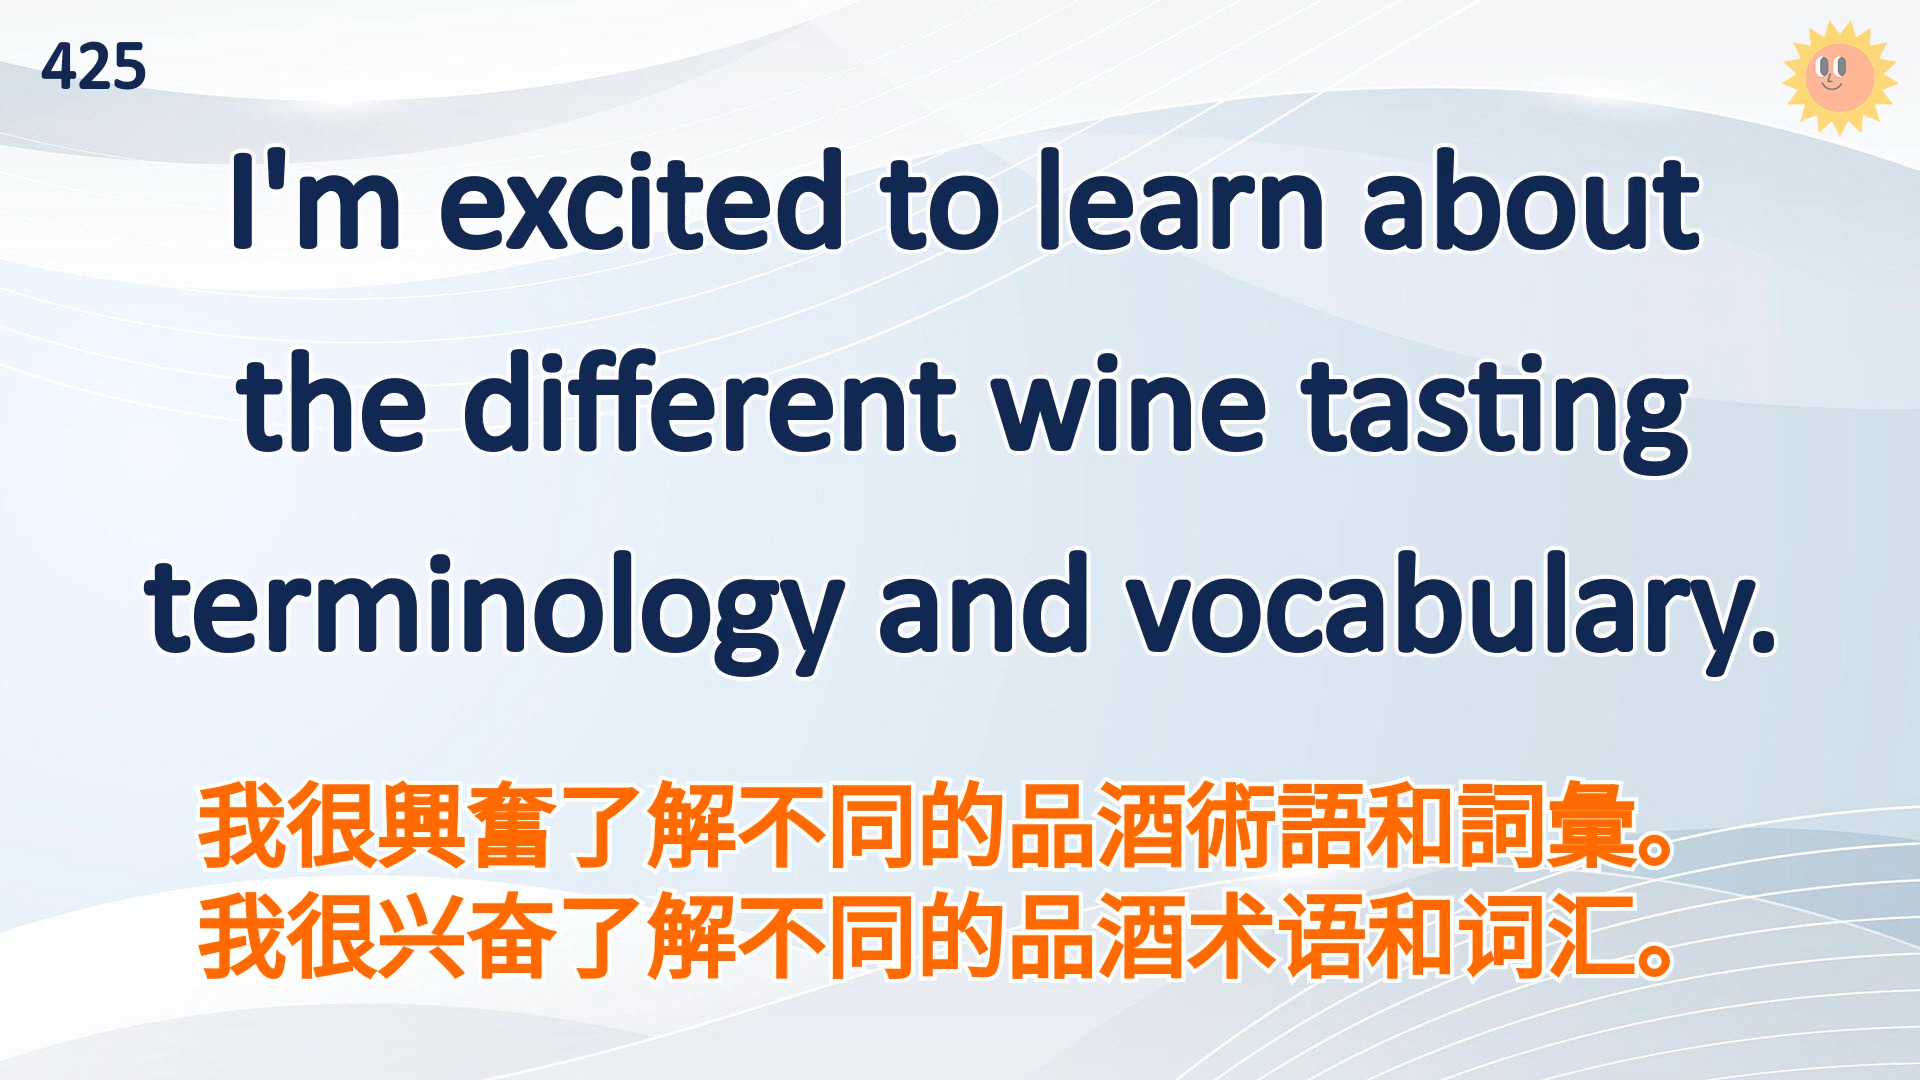 425
I'm excited to learn about
the different wine tasting
terminology and vocabulary.
我很興奮了解不同的品酒術語和詞彙。
我很兴奋了解不同的品酒术语和词汇。